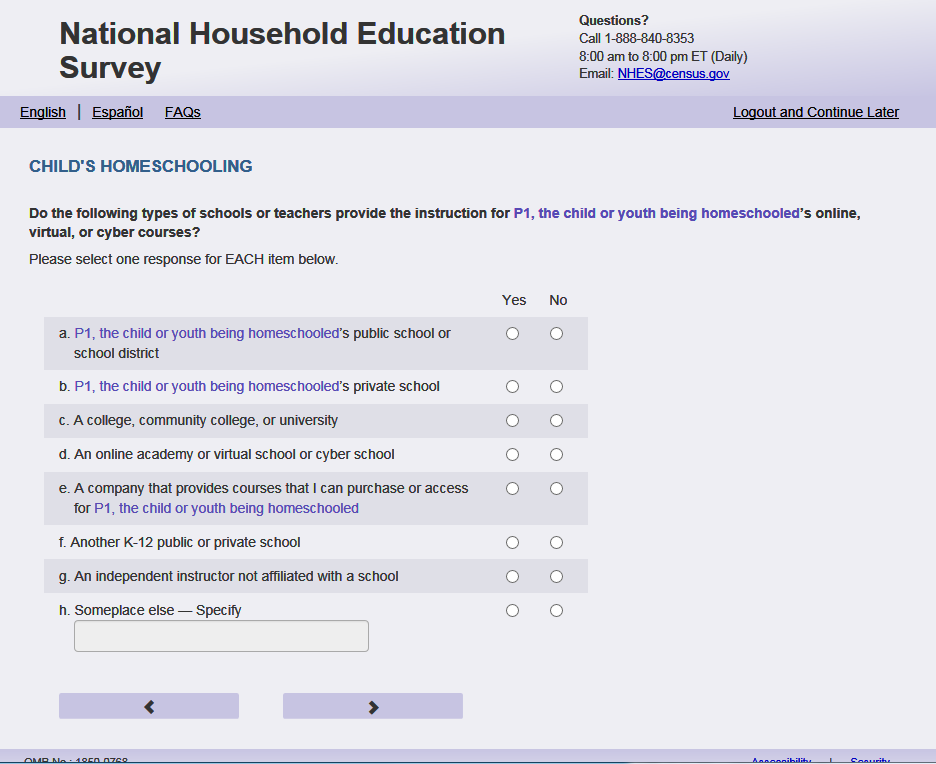 National Household Education
Survey
Questions?
Call 1-888-840-8353
8:00 am to 8:00 pm ET (Daily)
Email: NHES@census.gov
English | Español FAQs
Logout and Continue Later
CHILD'S HOMESCHOOLING
Do the following types of schools or teachers provide the instruction for P1, the child or youth being homeschooled’s online,
virtual, or cyber courses?
Please select one response for EACH item below.
Yes No
a. P1, the child or youth being homeschooled’s public school or
school district
b. P1, the child or youth being homeschooled’s private school
c. A college, community college, or university
d. An online academy or virtual school or cyber school
e. A company that provides courses that I can purchase or access
for P1, the child or youth being homeschooled
f. Another K-12 public or private school
g. An independent instructor not affiliated with a school
h. Someplace else — Specify
OMB No.: 1850-0768
Accessibility | Security